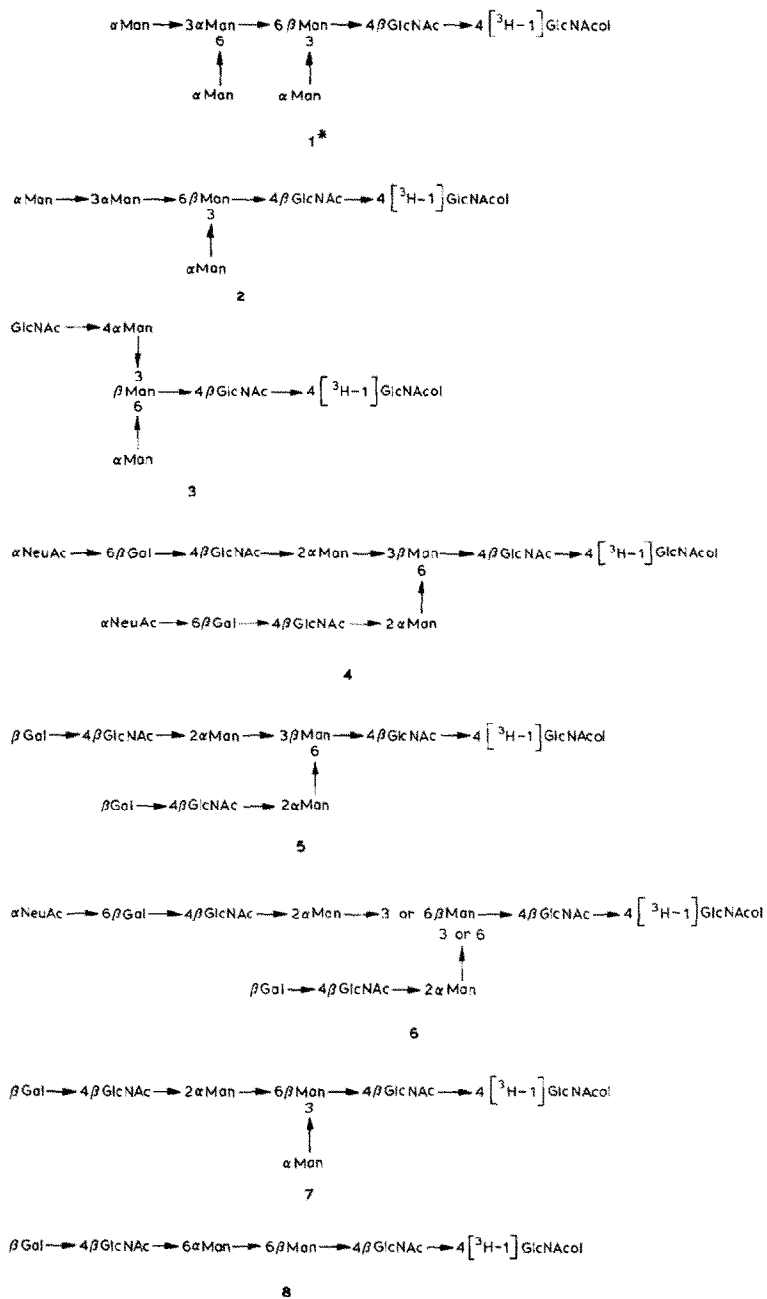 αMan → 3αMan → 6βMan → 4βGlcNAc → 4[³H-1]GlcNAcol
6 3
↑ ↑
αMan αMan
1*
αMan → 3αMan → 6βMan → 4βGlcNAc → 4[³H-1]GlcNAcol
3
↑
αMan
2
GlcNAc → 4αMan
↓
3
βMan → 4βGlcNAc → 4[³H-1]GlcNAcol
6
↑
αMan
3
αNeuAc → 6βGal → 4βGlcNAc → 2αMan → 3βMan → 4βGlcNAc → 4[³H-1]GlcNAcol
6
↑
αNeuAc → 6βGal → 4βGlcNAc → 2αMan
4
βGal → 4βGlcNAc → 2αMan → 3βMan → 4βGlcNAc → 4[³H-1]GlcNAcol
6
↑
βGal → 4βGlcNAc → 2αMan
5
αNeuAc → 6βGal → 4βGlcNAc → 2αMan → 3 or 6βMan → 4βGlcNAc → 4[³H-1]GlcNAcol
3 or 6
↑
βGal → 4βGlcNAc → 2αMan
6
βGal → 4βGlcNAc → 2αMan → 6βMan → 4βGlcNAc → 4[³H-1]GlcNAcol
3
↑
αMan
7
βGal → 4βGlcNAc → 6αMan → 6βMan → 4βGlcNAc → 4[³H-1]GlcNAcol
8